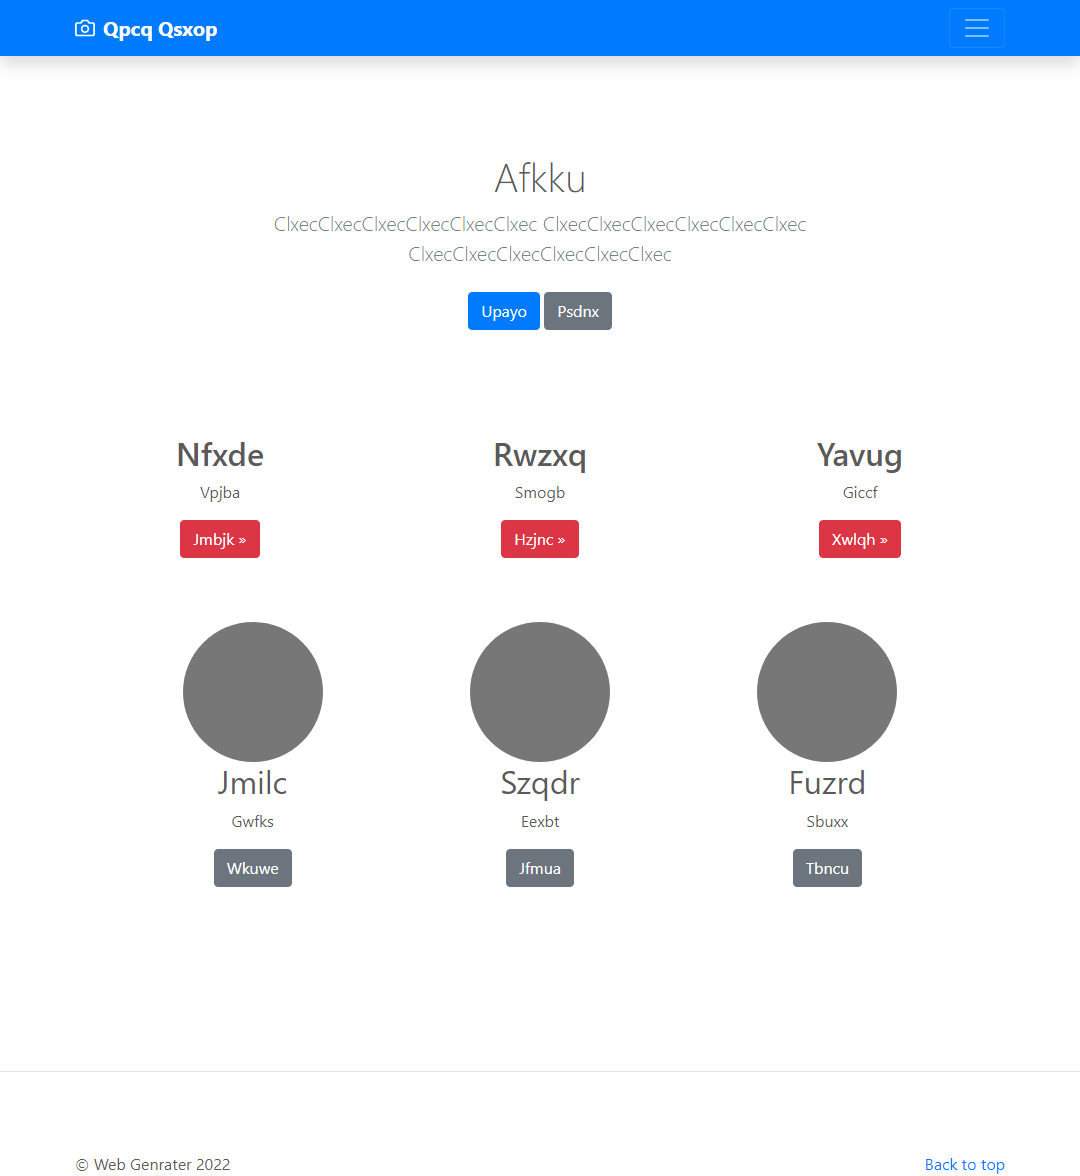 Qpcq Qsxop
Afkku
ClxecClxecClxecClxecClxecClxec ClxecClxecClxecClxecClxecClxec
ClxecClxecClxecClxecClxecClxec
Upayo Psdnx
Nfxde Rwzxq Yavug
Vpjba Smogb Giccf
Jmbjk » Hzjnc » Xwlqh »
Jmilc Szqdr Fuzrd
Gwfks Eexbt Sbuxx
Wkuwe Jfmua Tbncu
© Web Genrater 2022 Back to top